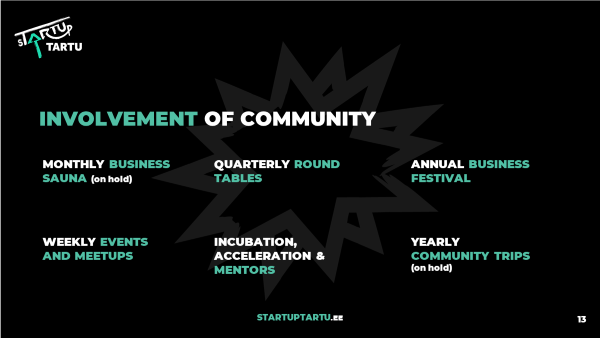 STARTUP
TARTU
INVOLVEMENT OF COMMUNITY
MONTHLY BUSINESS
SAUNA (on hold)
QUARTERLY ROUND
TABLES
ANNUAL BUSINESS
FESTIVAL
WEEKLY EVENTS
AND MEETUPS
INCUBATION,
ACCELERATION &
MENTORS
YEARLY
COMMUNITY TRIPS
(on hold)
STARTUPTARTU.EE
13